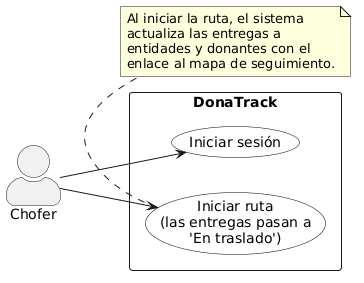 Al iniciar la ruta, el sistema
actualiza las entregas a
entidades y donantes con el
enlace al mapa de seguimiento.
DonaTrack
Iniciar sesión
Chofer
Iniciar ruta
(las entregas pasan a
'En traslado')